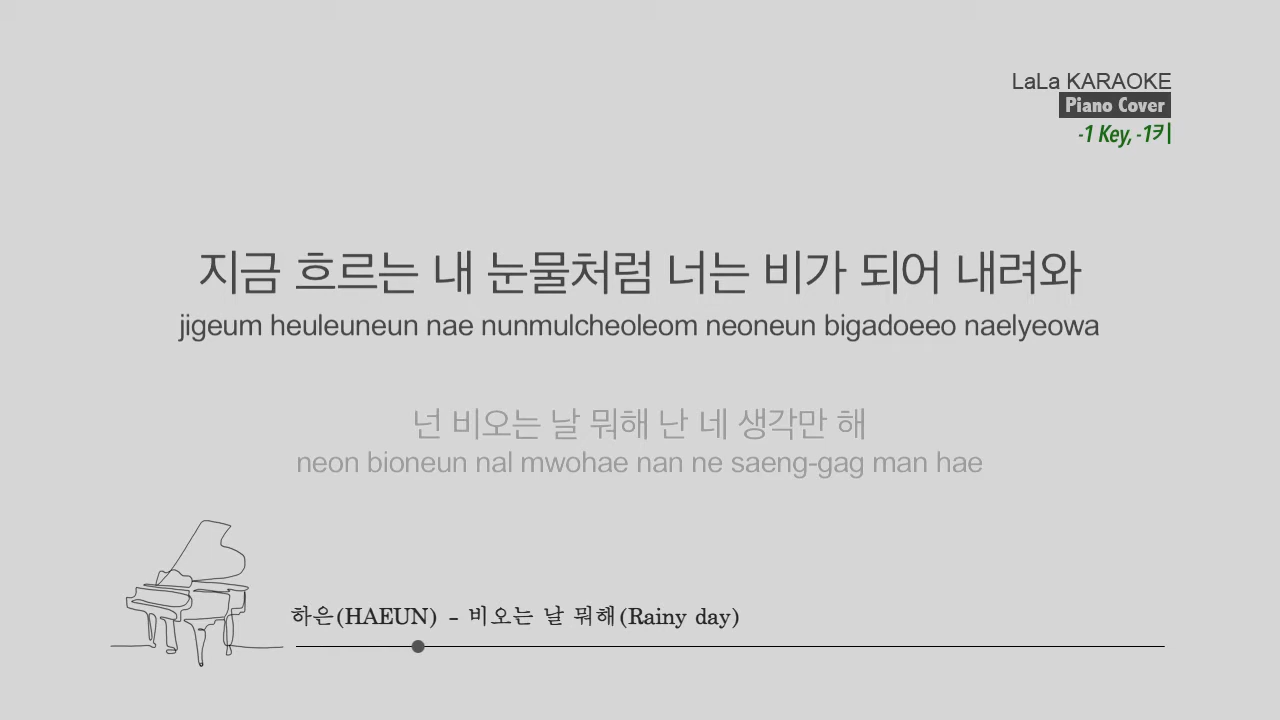 LaLa KARAOKE
Piano Cover
-1 Key, -1키
지금 흐르는 내 눈물처럼 너는 비가 되어 내려와
jigeum heuleuneun nae nunmulcheoleom neoneun bigadoeeo naelyeowa
넌 비오는 날 뭐해 난 네 생각만 해
neon bioneun nal mwohae nan ne saeng-gag man hae
하은(HAEUN) - 비오는 날 뭐해(Rainy day)